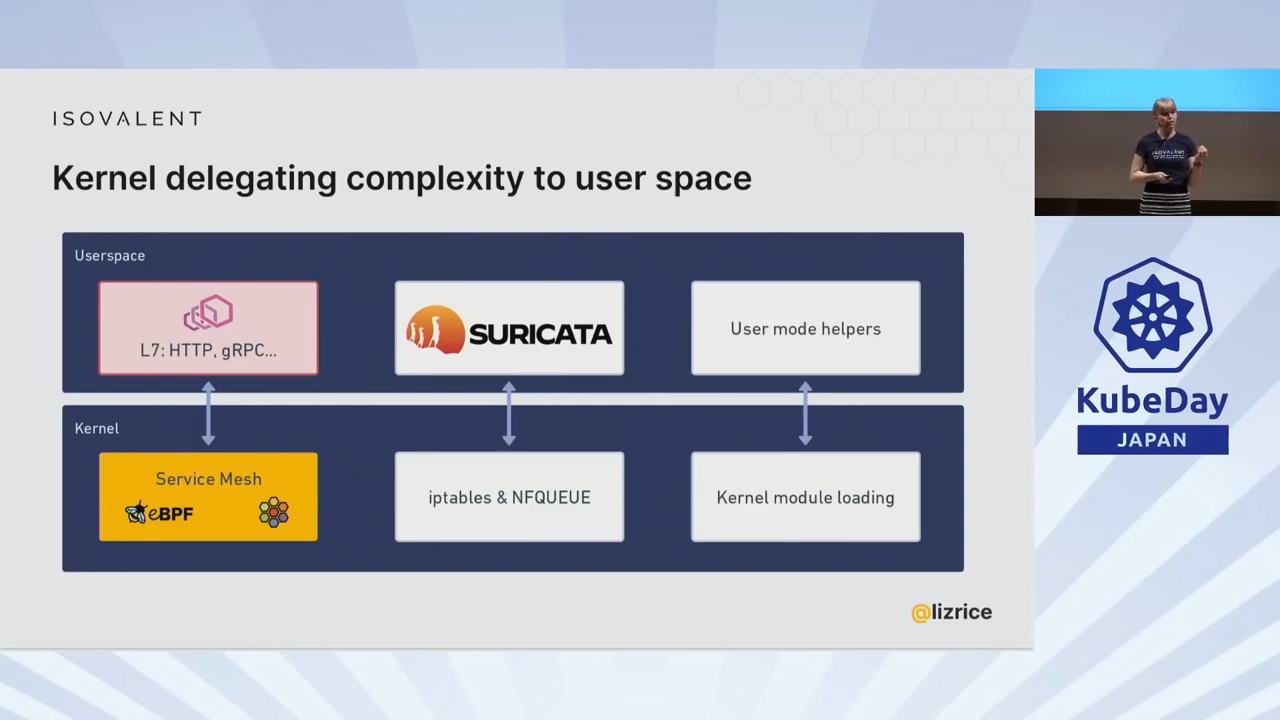 ISOVALENT
Kernel delegating complexity to user space
Userspace
L7: HTTP, gRPC...
SURICATA
User mode helpers
Kernel
Service Mesh
eBPF
iptables & NFQUEUE
Kernel module loading
@lizrice
ISOVALENT
KubeDay
JAPAN